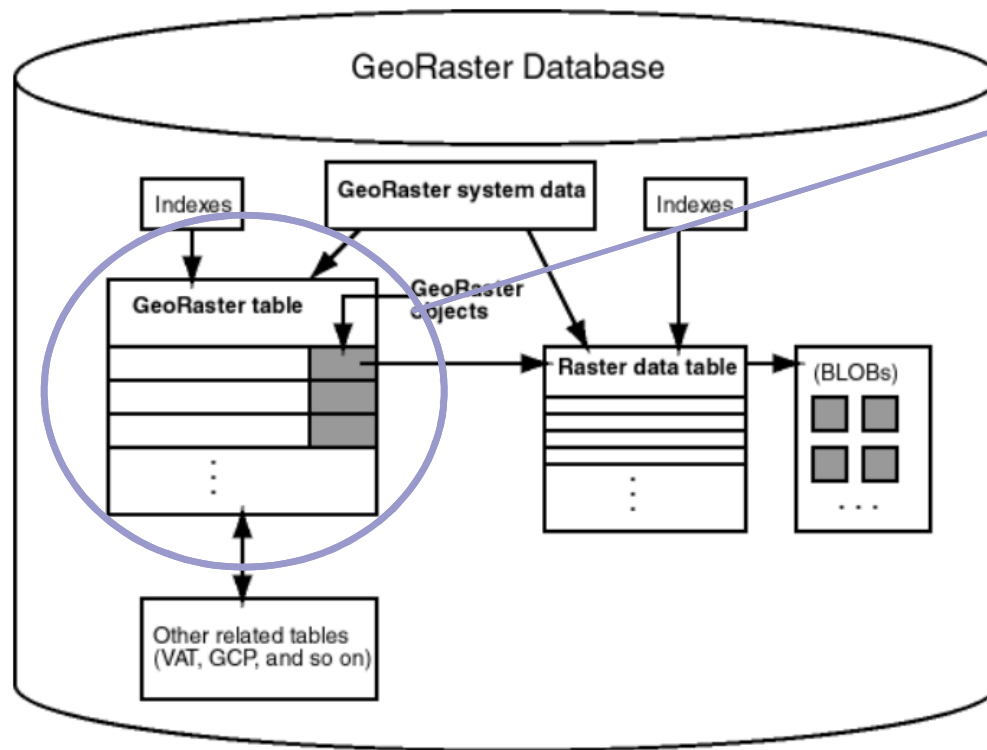 GeoRaster Database
Indexes
GeoRaster system data
Indexes
GeoRaster table
GeoRaster
objects
Raster data table
(BLOBs)
Other related tables
(VAT, GCP, and so on)